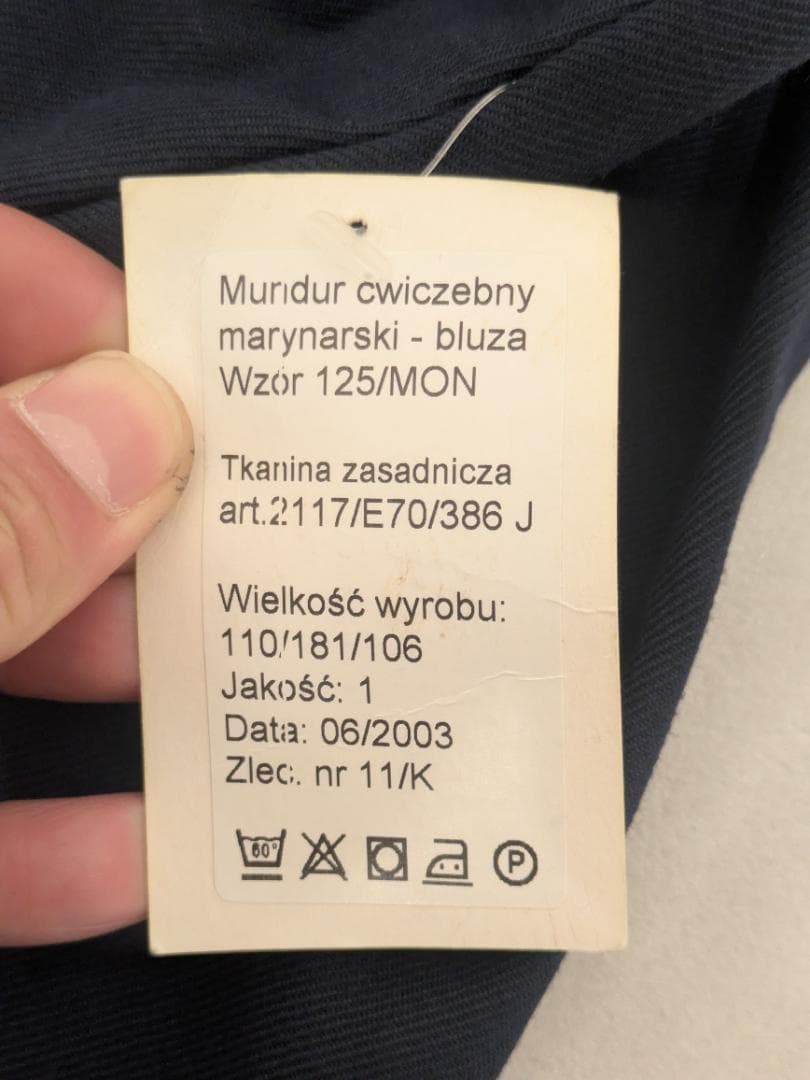 Mundur cwiczebny
marynarski - bluza
Wzór 125/MON
Tkanina zasadnicza
art.2117/E70/386 J
Wielkość wyrobu:
110/181/106
Jakość: 1
Data: 06/2003
Zlec. nr 11/K
60° P